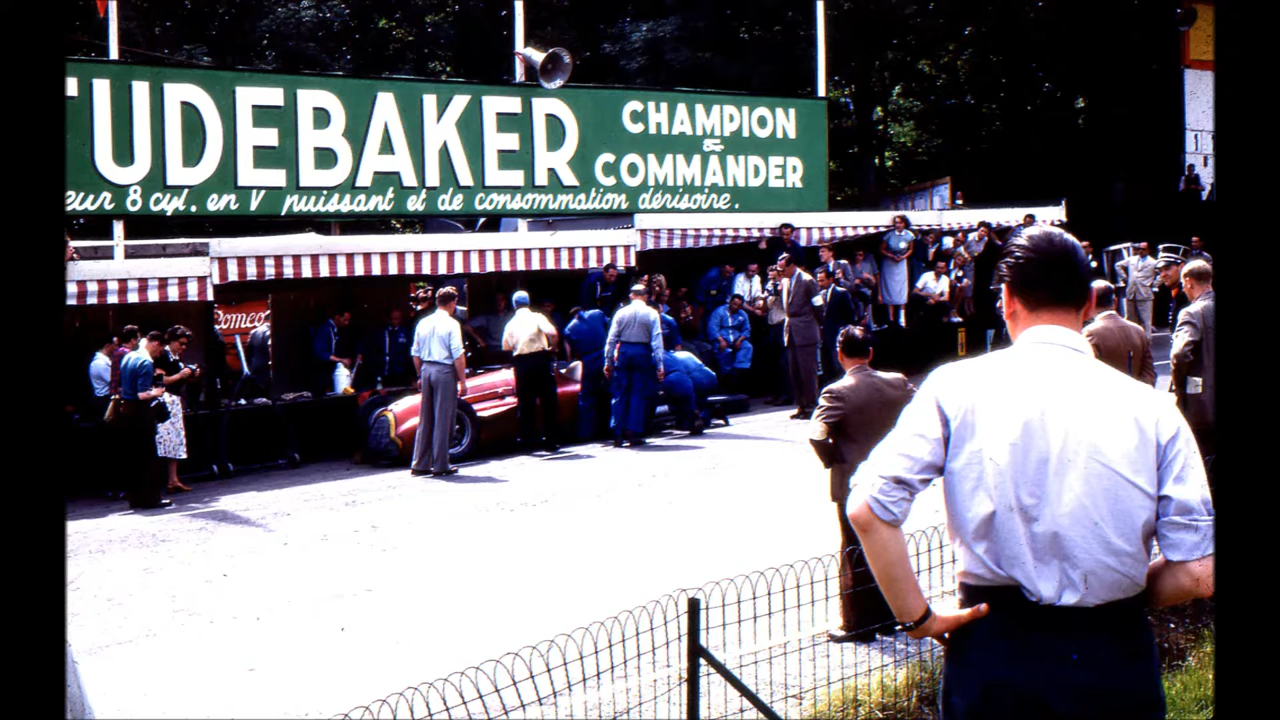 TUDEBAKER
CHAMPION
&
COMMANDER
eur 8 cyl. en V puissant et de consommation dérisoire.
Romeo